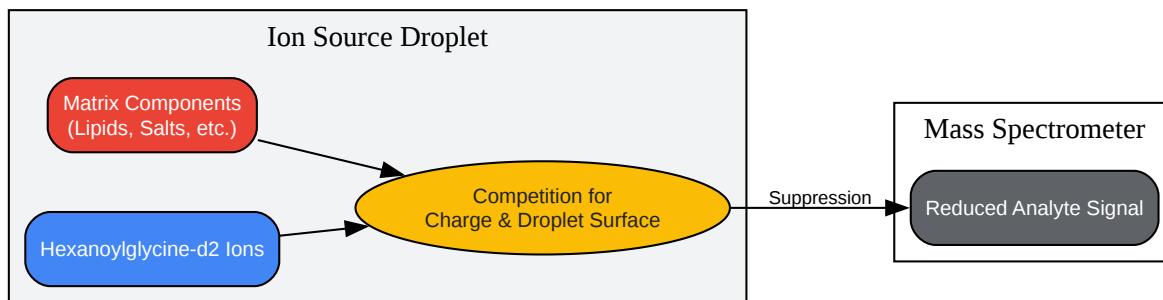 Ion Source Droplet
Matrix Components
(Lipids, Salts, etc.)
Hexanoylglycine-d2 Ions
Competition for
Charge & Droplet Surface
Suppression
Mass Spectrometer
Reduced Analyte Signal